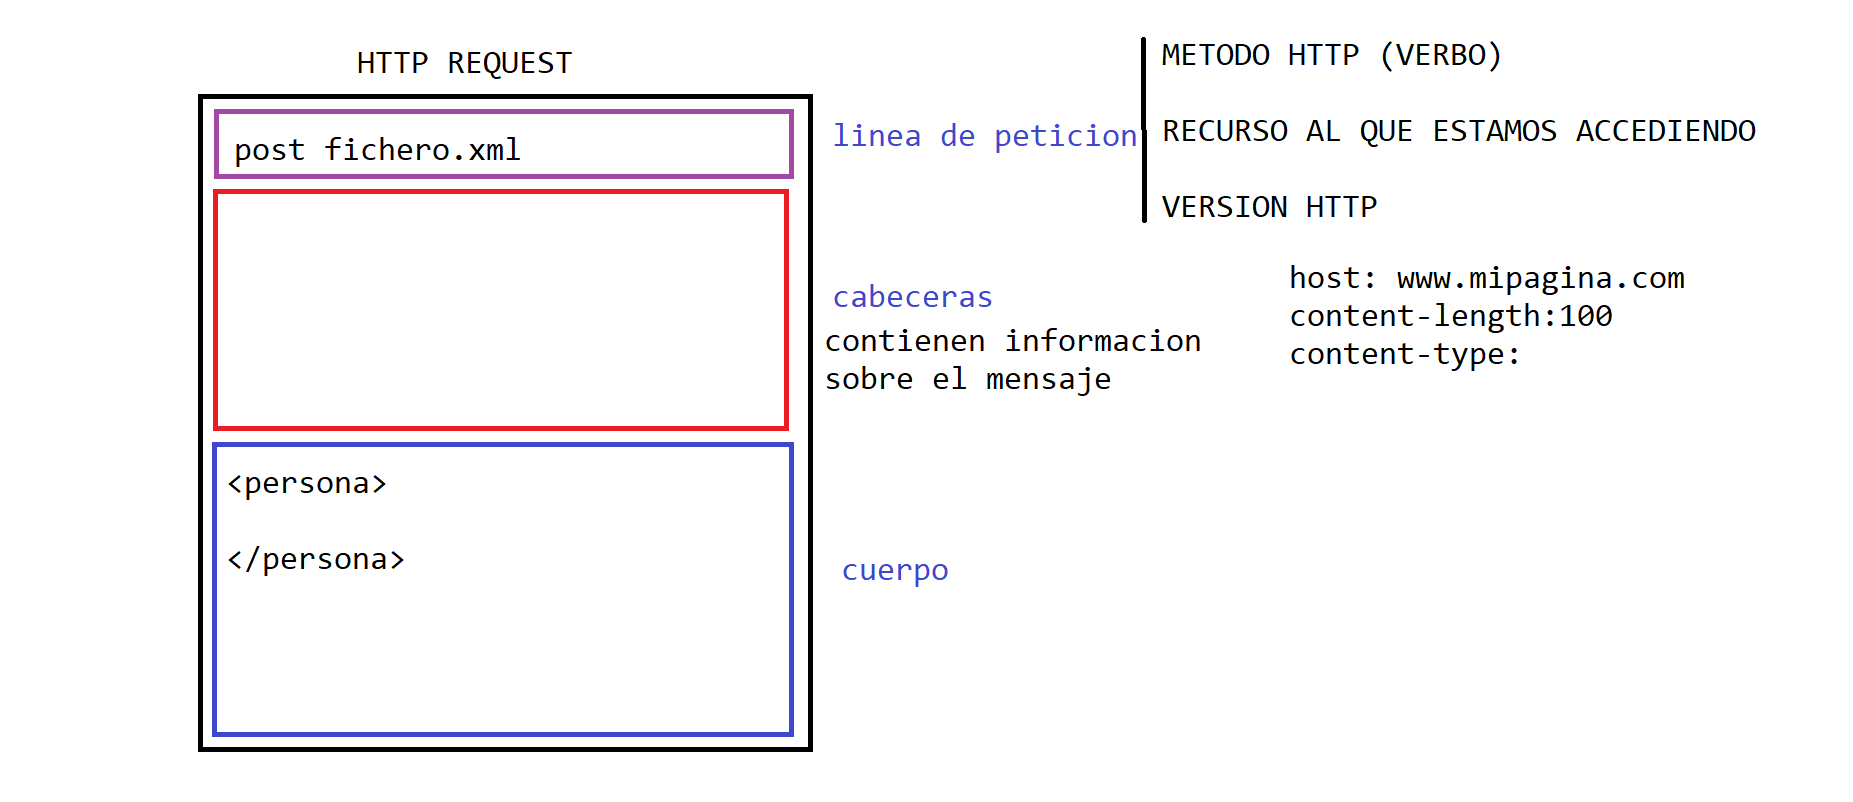 HTTP REQUEST
post fichero.xml
linea de peticion
METODO HTTP (VERBO)
RECURSO AL QUE ESTAMOS ACCEDIENDO
VERSION HTTP
cabeceras
contienen informacion
sobre el mensaje
host: www.mipagina.com
content-length:100
content-type:
<persona>
</persona>
cuerpo